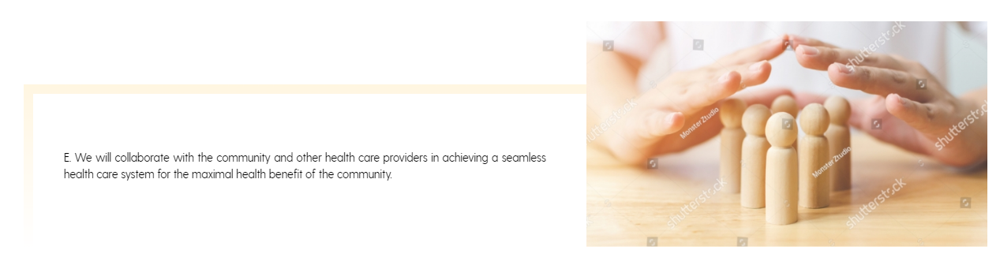 E. We will collaborate with the community and other health care providers in achieving a seamless
health care system for the maximal health benefit of the community.
shutterstock
Monster Ztudio
shutterstock
shutterstock
Monster Ztudio
shutterstock
shutterstock